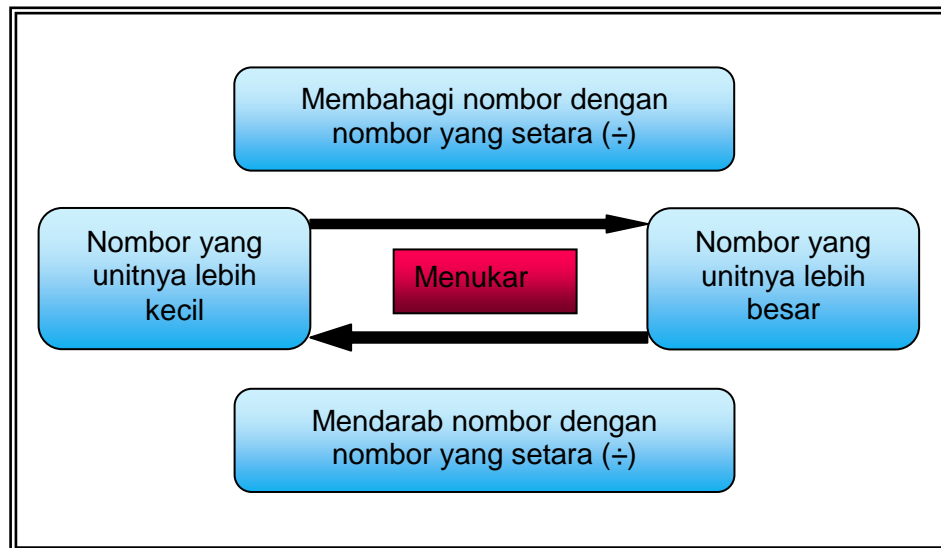 Membahagi nombor dengan
nombor yang setara (÷)
Nombor yang
unitnya lebih
kecil
Menukar
Nombor yang
unitnya lebih
besar
Mendarab nombor dengan
nombor yang setara (÷)